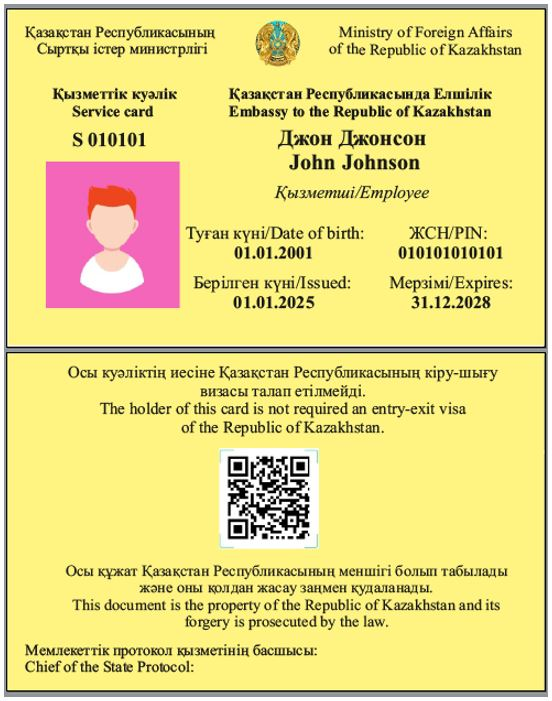 Қазақстан Республикасының
Сыртқы істер министрлігі
Ministry of Foreign Affairs
of the Republic of Kazakhstan
Қызметтік куәлік
Service card
S 010101
Қазақстан Республикасында Елшілік
Embassy to the Republic of Kazakhstan
Джон Джонсон
John Johnson
Қызметші/Employee
Туған күні/Date of birth:
01.01.2001
ЖСН/PIN:
010101010101
Берілген күні/Issued:
01.01.2025
Мерзімі/Expires:
31.12.2028
Осы куәліктің иесіне Қазақстан Республикасының кіру-шығу
визасы талап етілмейді.
The holder of this card is not required an entry-exit visa
of the Republic of Kazakhstan.
Осы құжат Қазақстан Республикасының меншігі болып табылады
және оны қолдан жасау заңмен қудаланады.
This document is the property of the Republic of Kazakhstan and its
forgery is prosecuted by the law.
Мемлекеттік протокол қызметінің басшысы:
Chief of the State Protocol: